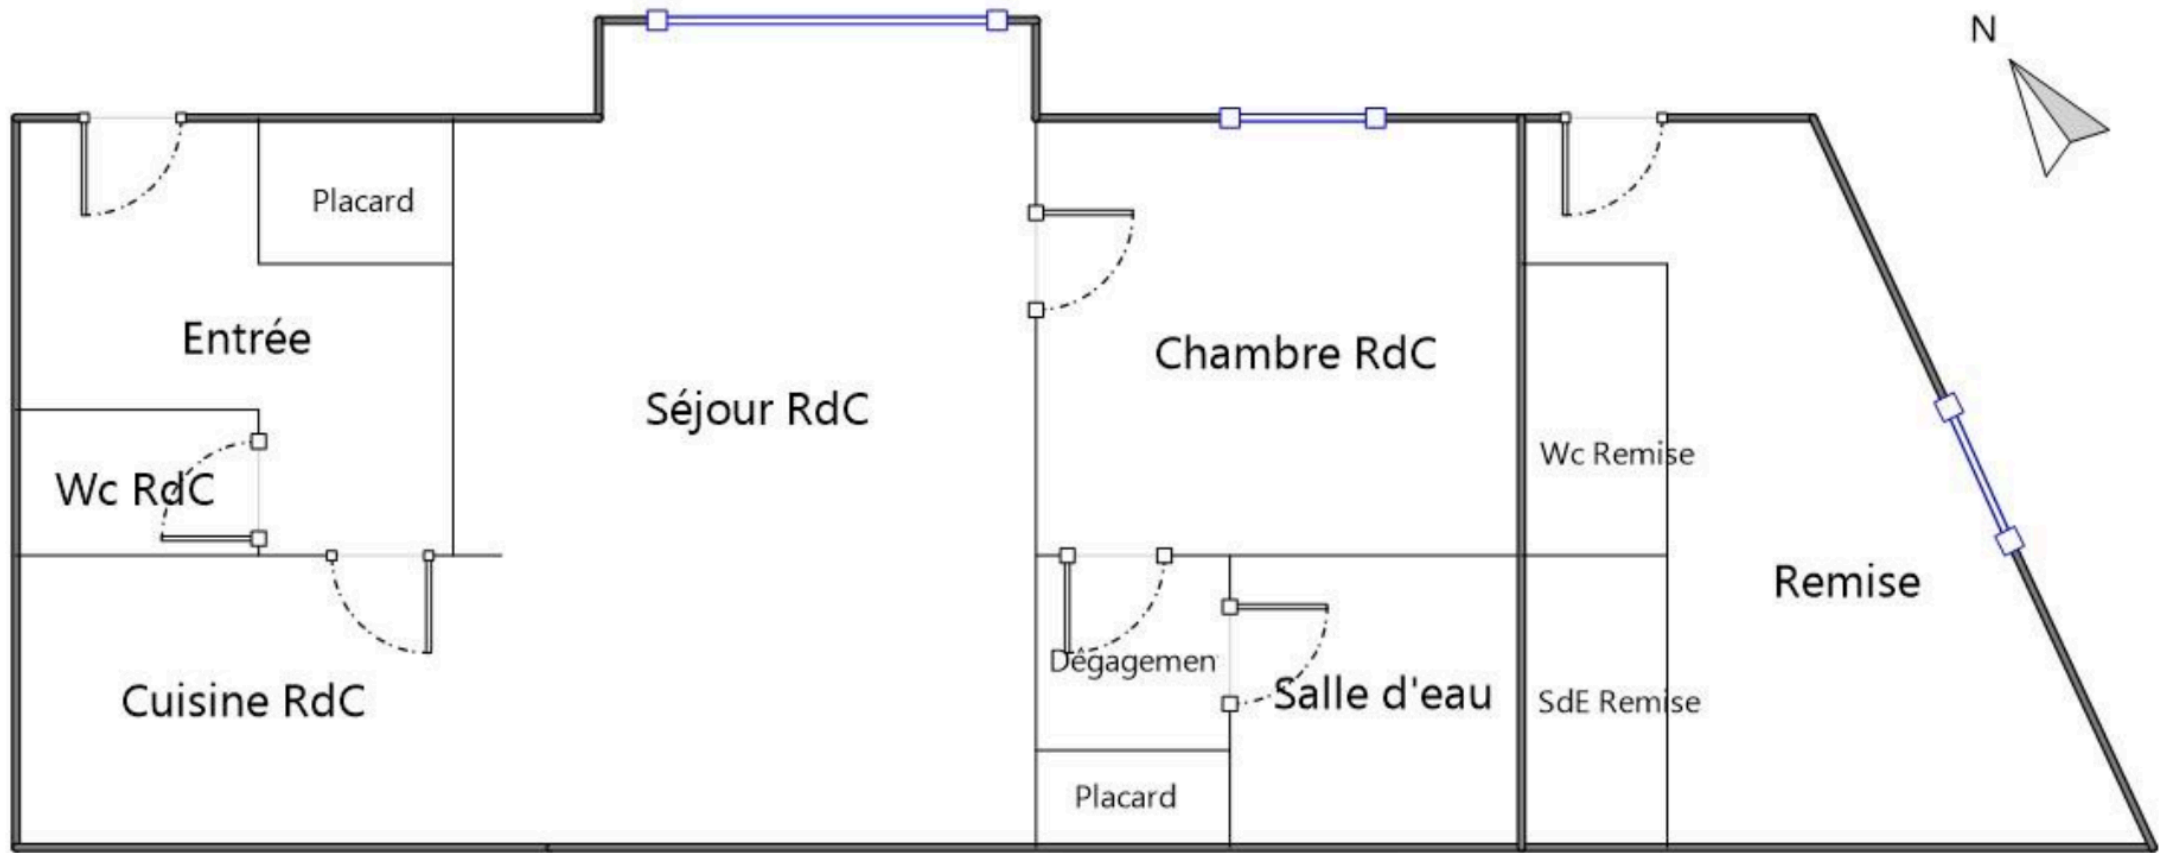 N
Placard
Entrée
Chambre RdC
Séjour RdC
Wc Remise
Wc RdC
Remise
Dégagemen
Cuisine RdC
Salle d'eau
SdE Remise
Placard